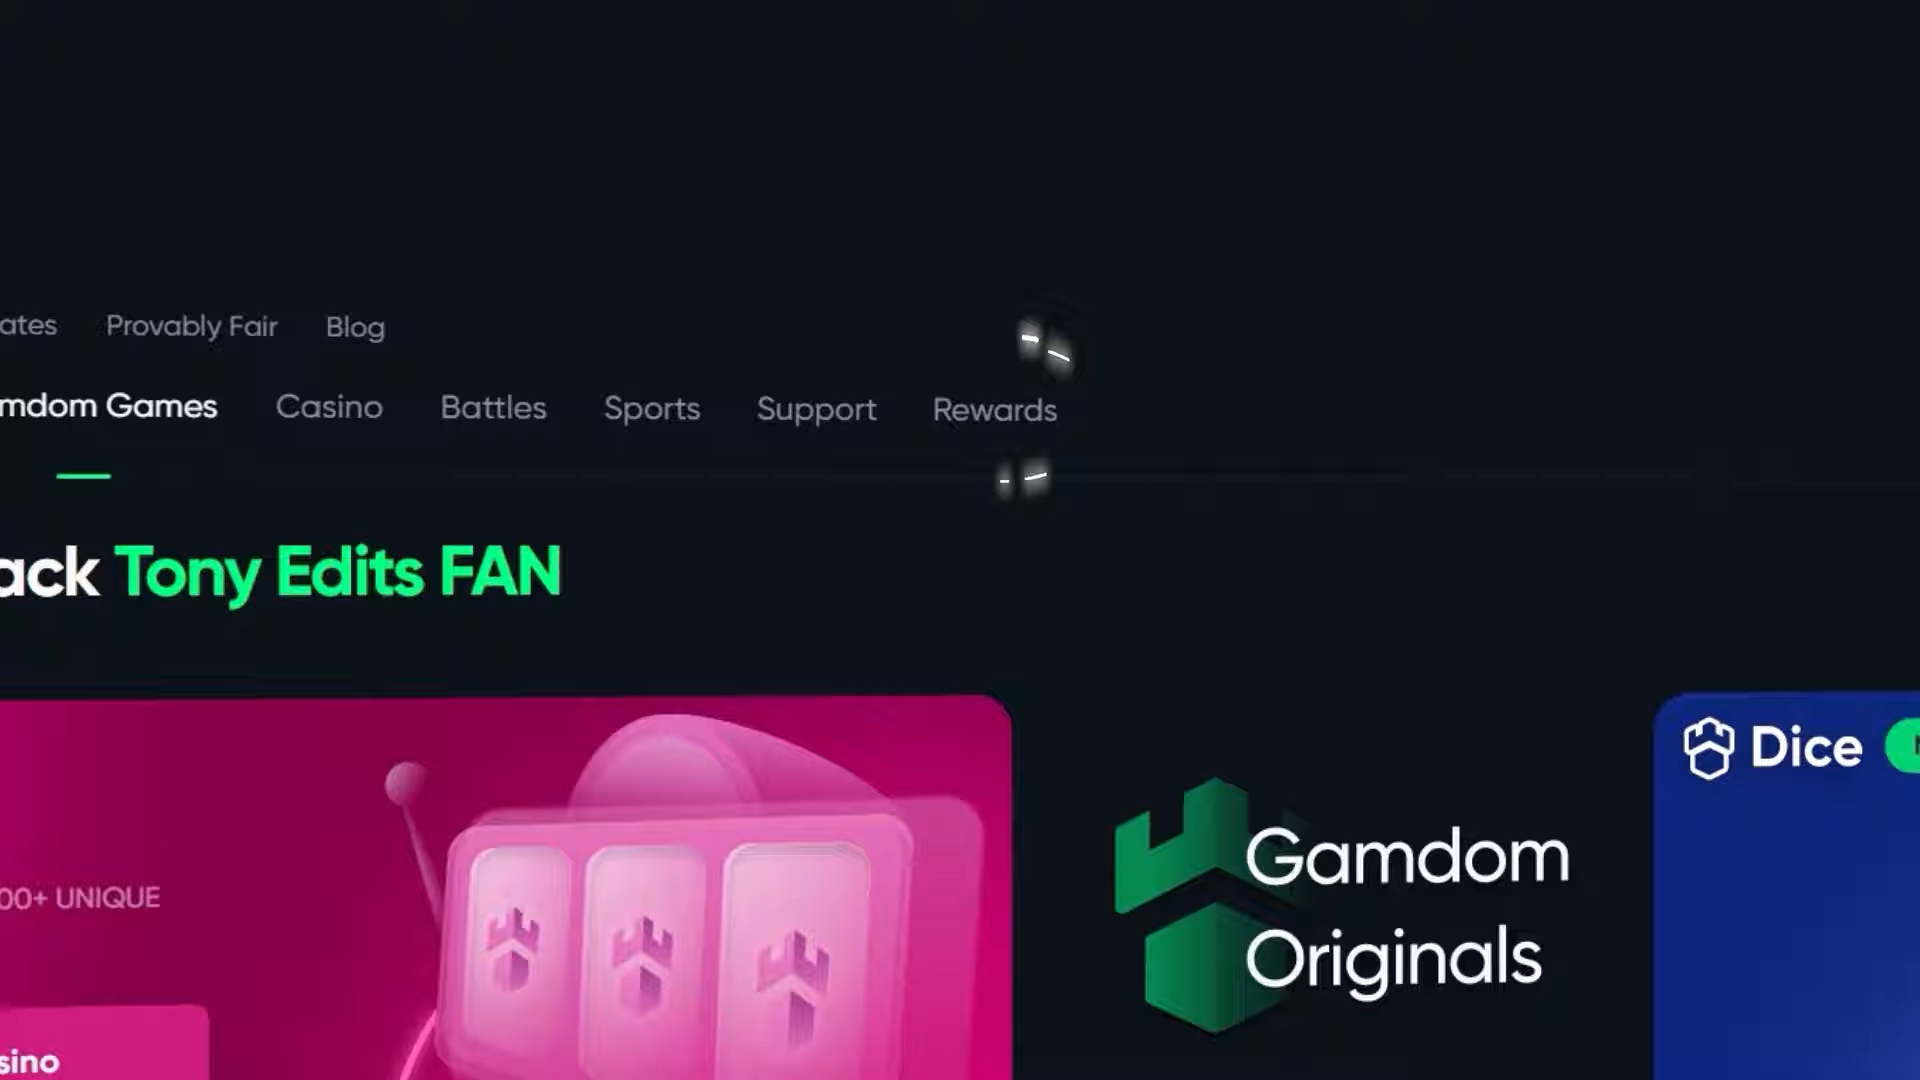 ates Provably Fair Blog
mdom Games Casino Battles Sports Support Rewards
ack Tony Edits FAN
Dice
Gamdom
Originals
00+ UNIQUE
sino